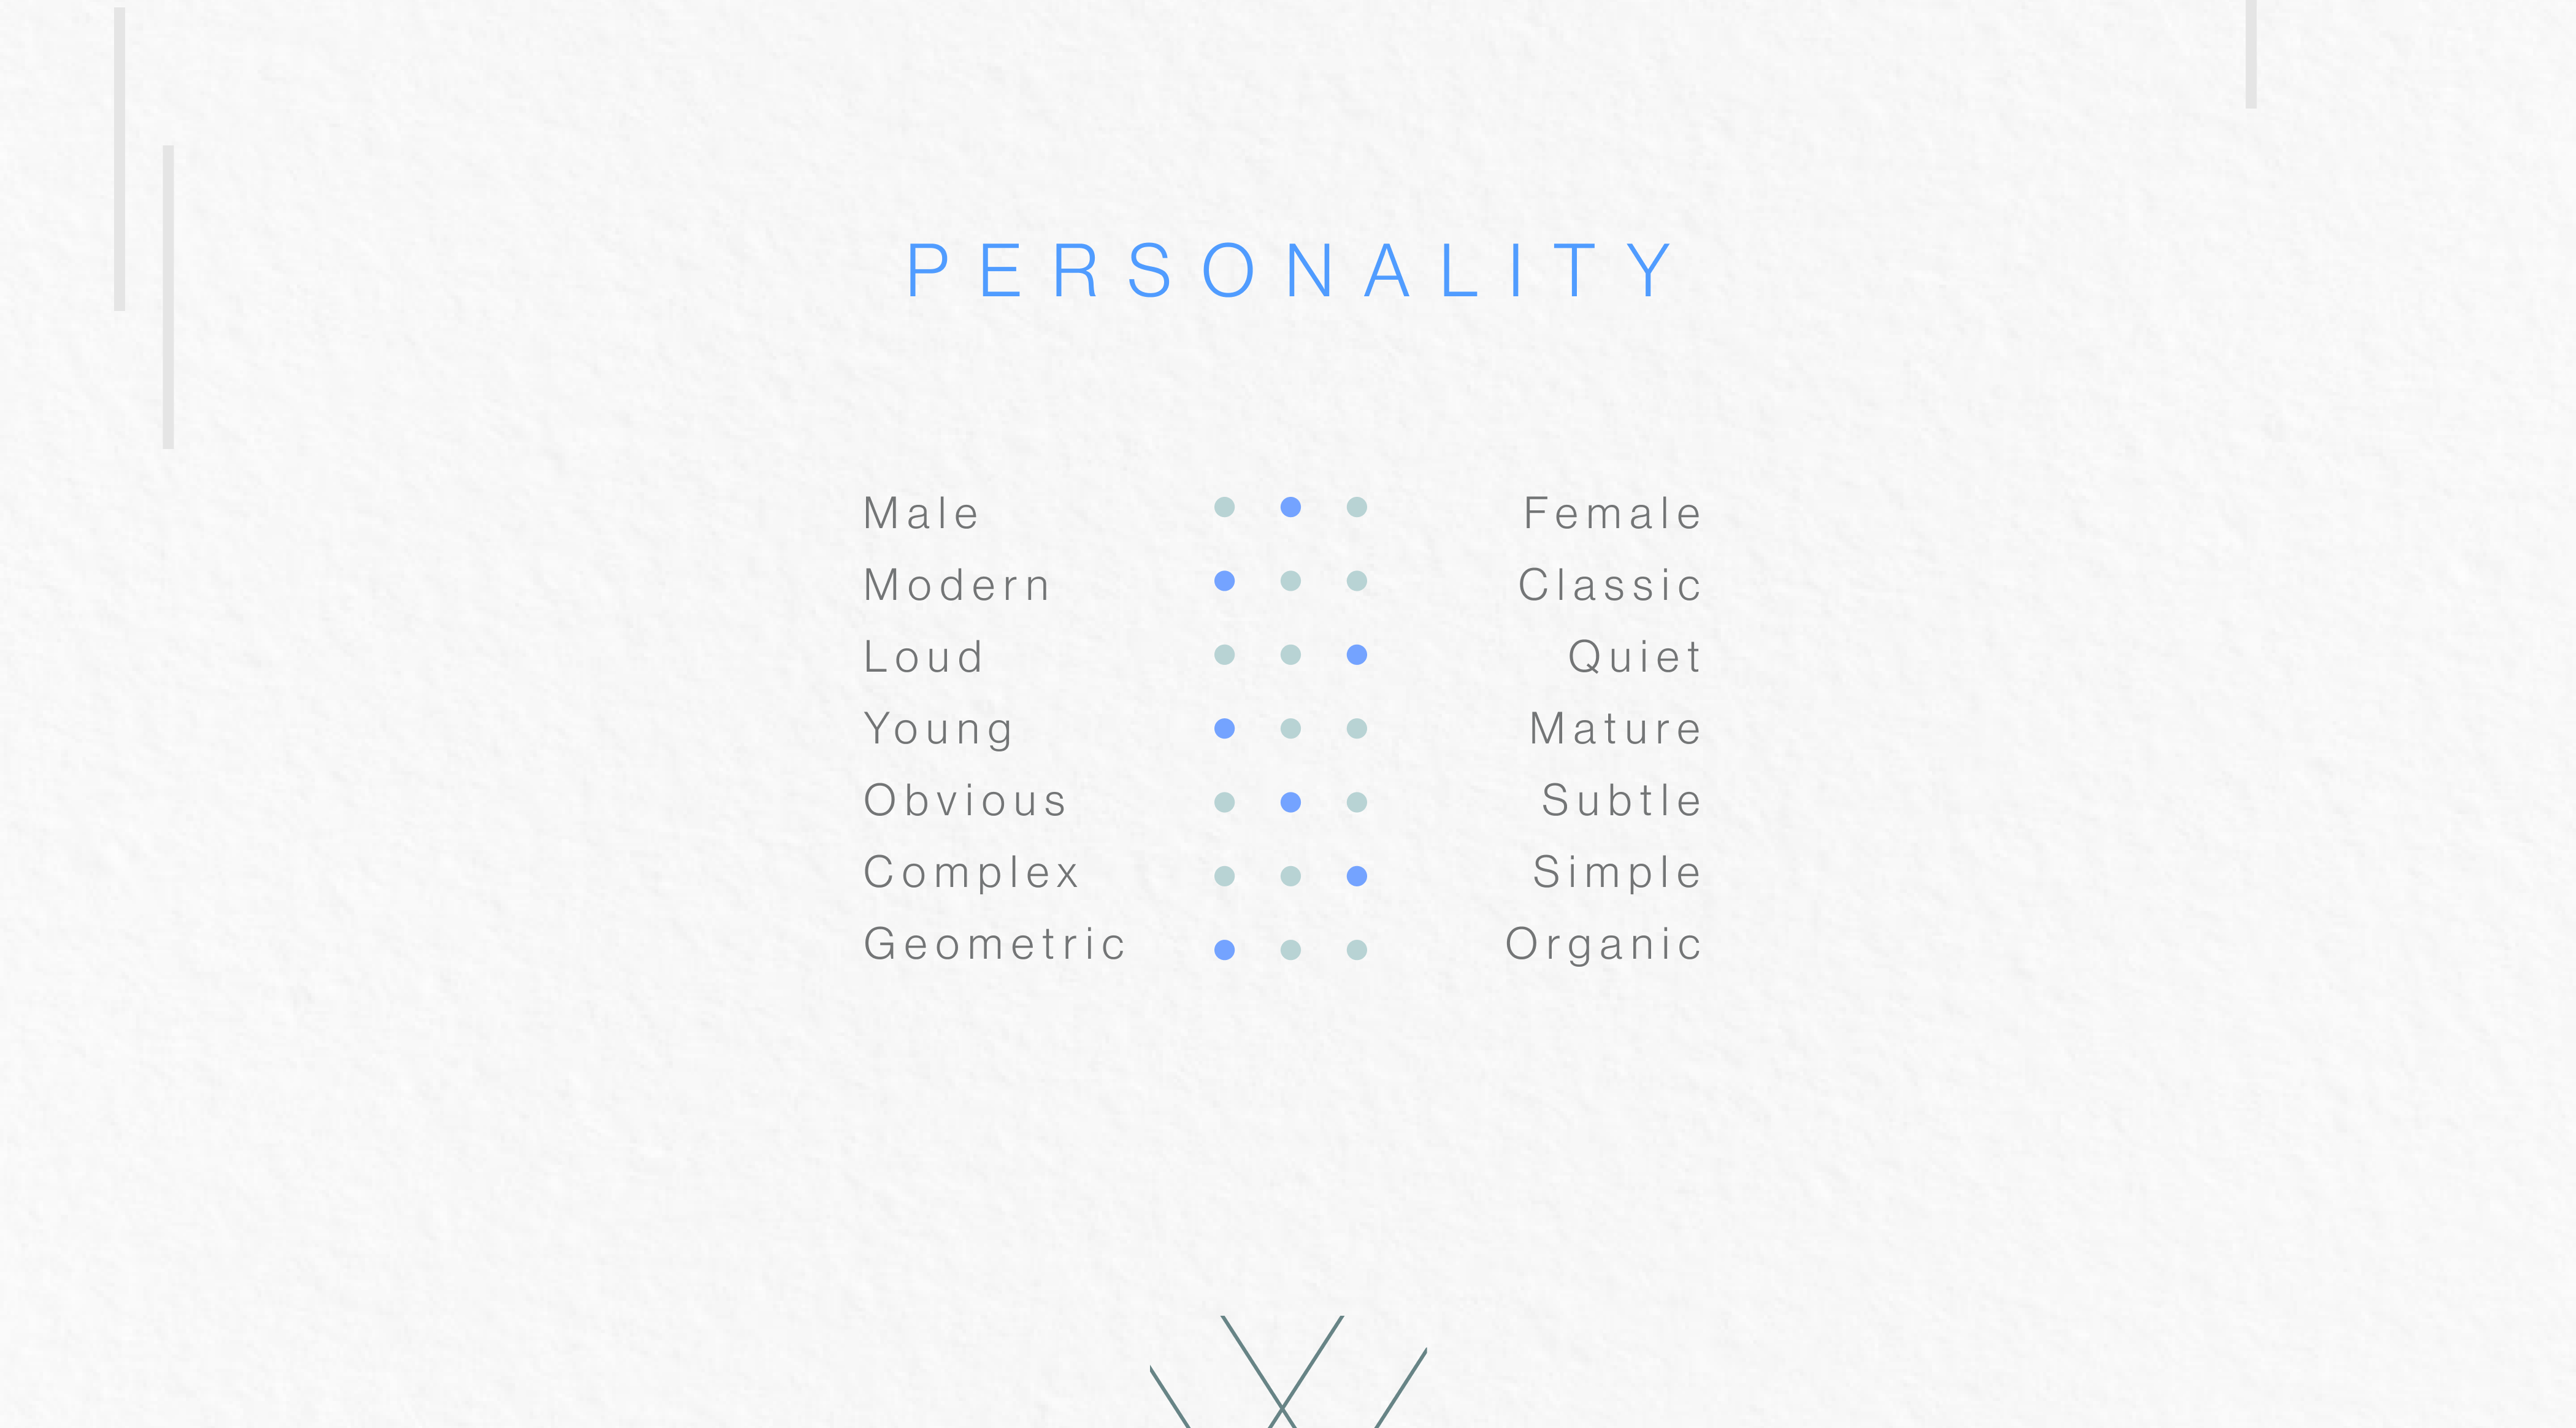 PERSONALITY
Male Female
Modern Classic
Loud Quiet
Young Mature
Obvious Subtle
Complex Simple
Geometric Organic